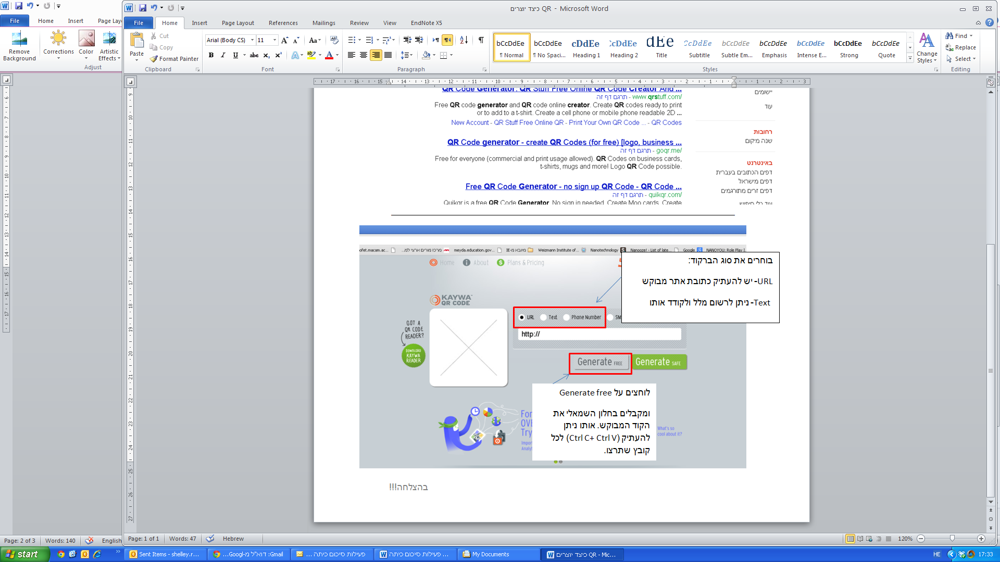 כיצד יוצרים QR - Microsoft Word
File
Home
Insert
Page Lay
File
Home
Insert
Page Layout
References
Mailings
Review
View
EndNote X5
Remove Background
Corrections
Color
Artistic Effects
Adjust
Paste
Cut
Copy
Format Painter
Clipboard
Arial (Body CS)
11
Font
Paragraph
bCcDdEe
¶ Normal
bCcDdEe
¶ No Spaci...
cDdEe
Heading 1
CcDdEe
Heading 2
dEe
Title
CcDdEe
Subtitle
bCcDdEe
Subtle Em...
bCcDdEe
Emphasis
bCcDdEe
Intense E...
bCcDdEe
Strong
bCcDdEe
Quote
Styles
Change Styles
Find
Replace
Select
Editing
QR Code Generator: QR Stuff Free Online QR Code Creator And ...
www.qrstuff.com/ - תרגם דף זה
Free QR code generator and QR code online creator. Create QR codes ready to print
or to add to a t-shirt. Create a cell phone or mobile phone readable 2D ...
New Account - QR Stuff Free Online QR - Print Your Own QR Code ... - QR Codes
QR Code generator - create QR Codes (for free) [logo, business ...
goqr.me/ - תרגם דף זה
Free for everyone (commercial and print usage allowed). QR Codes on business cards,
t-shirts, mugs and more! Logo QR Code possible.
Free QR Code Generator - no sign up QR Code - QR Code ...
quikqr.com/ - תרגם דף זה
Quikqr is a free QR Code Generator. No sign in needed. Create Moo cards. Create
יישומים
עוד
רחובות
שנה מיקום
באינטרנט
דפים הכתובים בעברית
דפים מישראל
דפים זרים מתורגמים
עוד כלי חיפוש
ofet.macam.ac...
מרכז מורים ארצי למ...
meyda.education.gov...
מיובא מ-IE
Weizmann Institute of...
Nanotechnology
Nanooze! - List of late...
Google
NANOYOU: Role Play
Home
About
Plans & Pricing
KAYWA
QR CODE
GOT A
QR CODE
READER?
DOWNLOAD
KAYWA
READER
URL
Text
Phone Number
SM
http://
Generate FREE
Generate SAFE
בוחרים את סוג הברקוד:
URL- יש להעתיק כתובת אתר מבוקש
Text- ניתן לרשום מלל ולקודד אותו
לוחצים על Generate free
ומקבלים בחלון השמאלי את
הקוד המבוקש. אותו ניתן
להעתיק (Ctrl C+ Ctrl V) לכל
קובץ שתרצו.
For
OVE
Try
Impor
Analy
What's so
cool about it?
בהצלחה!!!
Page: 2 of 3
Words: 140
English
Page: 1 of 1
Words: 47
Hebrew
120%
start
Sent Items - shelley.r...
Gmail: דוא"ל מ-Googl...
פעילות סיכום כיתה ...
פעילות סיכום כיתה ...
My Documents
כיצד יוצרים QR - Mic...
HE
17:33